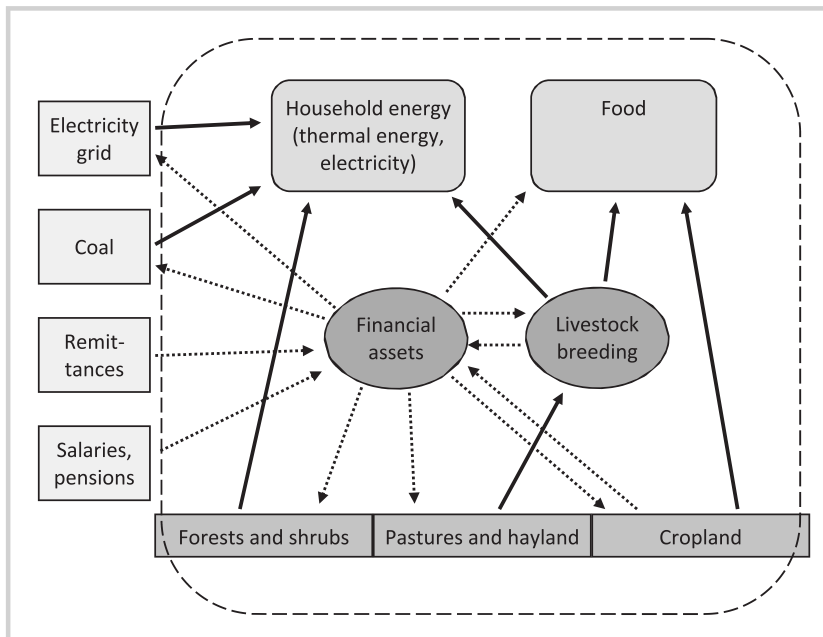 Electricity
grid
Household energy
(thermal energy,
electricity)
Food
Coal
Remit-
tances
Financial
assets
Livestock
breeding
Salaries,
pensions
Forests and shrubs
Pastures and hayland
Cropland